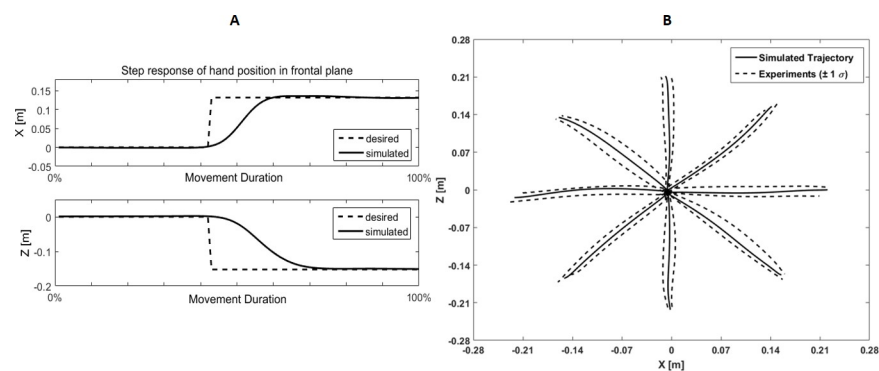 A
Step response of hand position in frontal plane
0.15
0.1
0.05
0
-0.05
X [m]
desired
simulated
0% Movement Duration 100%
0
-0.1
-0.2
Z [m]
desired
simulated
0% Movement Duration 100%
B
0.28
0.21
0.14
0.07
0
-0.07
-0.14
-0.21
-0.28
Z [m]
Simulated Trajectory
Experiments (± 1 σ)
-0.28 -0.21 -0.14 -0.07 0 0.07 0.14 0.21 0.28
X [m]